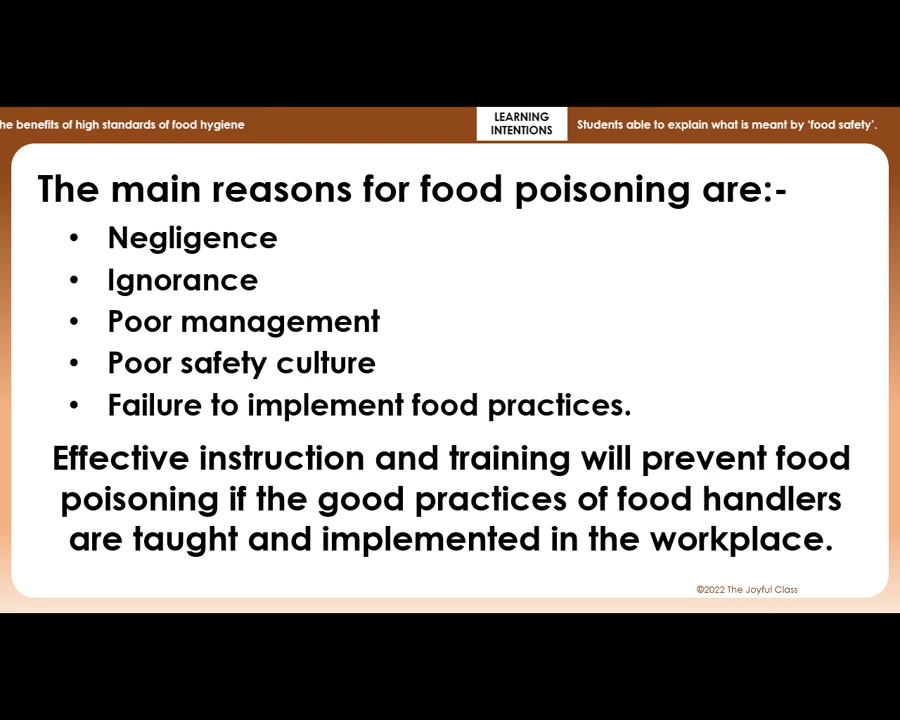 he benefits of high standards of food hygiene
LEARNING
INTENTIONS
Students able to explain what is meant by ‘food safety’.
The main reasons for food poisoning are:-
• Negligence
• Ignorance
• Poor management
• Poor safety culture
• Failure to implement food practices.
Effective instruction and training will prevent food
poisoning if the good practices of food handlers
are taught and implemented in the workplace.
©2022 The Joyful Class